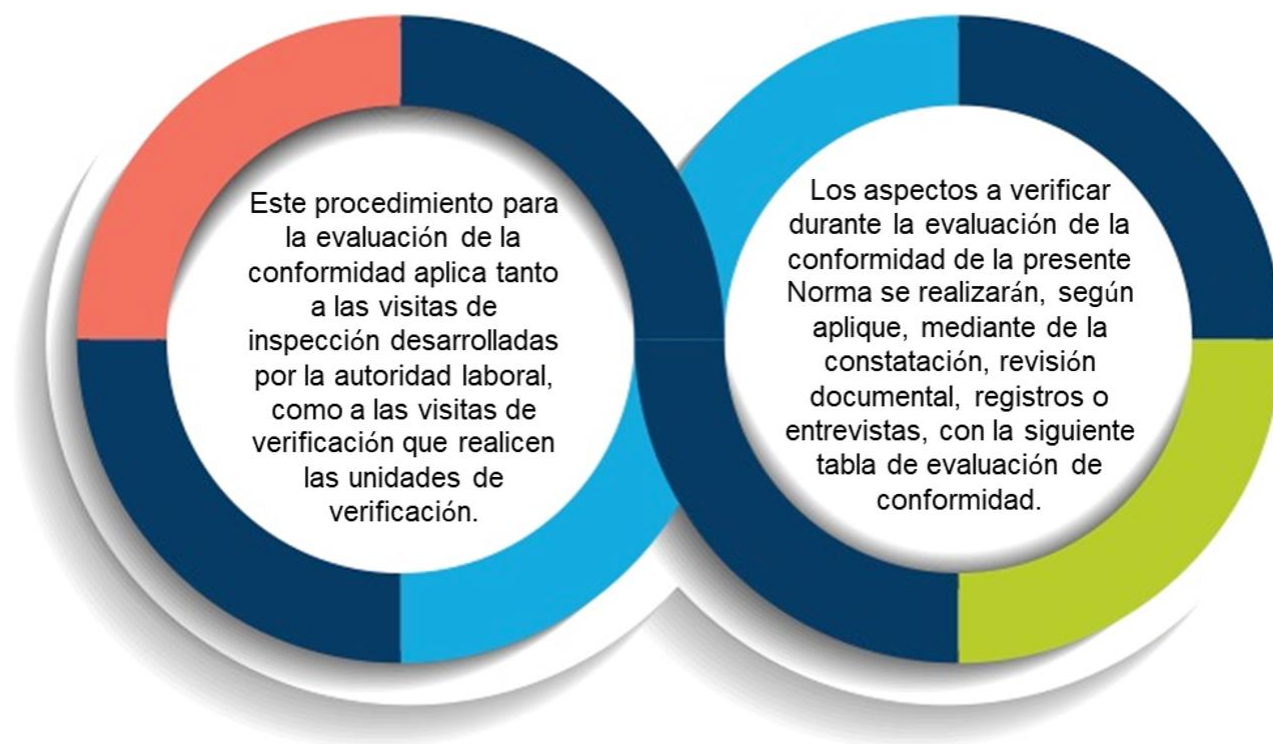 Este procedimiento para
la evaluación de la
conformidad aplica tanto
a las visitas de
inspección desarrolladas
por la autoridad laboral,
como a las visitas de
verificación que realicen
las unidades de
verificación.
Los aspectos a verificar
durante la evaluación de la
conformidad de la presente
Norma se realizarán, según
aplique, mediante de la
constatación, revisión
documental, registros o
entrevistas, con la siguiente
tabla de evaluación de
conformidad.